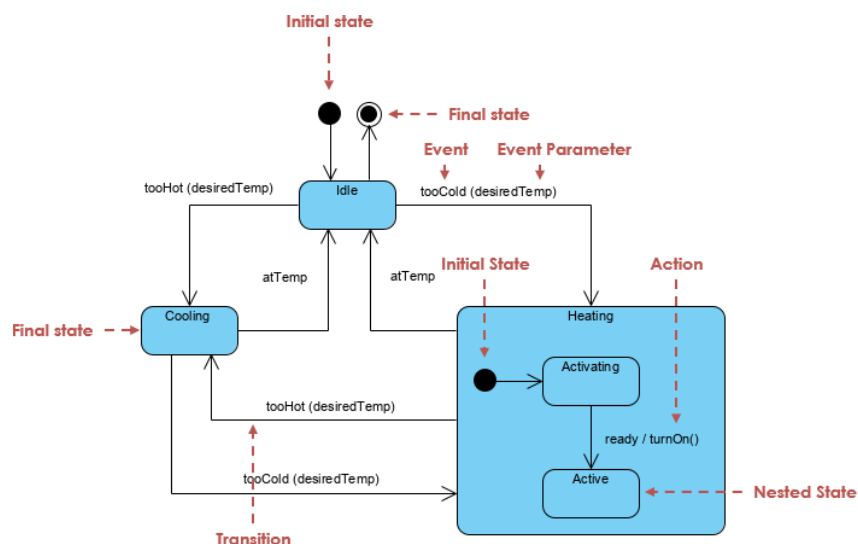 Initial state
Final state
Event
Event Parameter
tooHot (desiredTemp)
Idle
tooCold (desiredTemp)
atTemp
atTemp
Initial State
Action
Final state
Cooling
Heating
Activating
tooHot (desiredTemp)
ready / turnOn()
tooCold (desiredTemp)
Active
Nested State
Transition